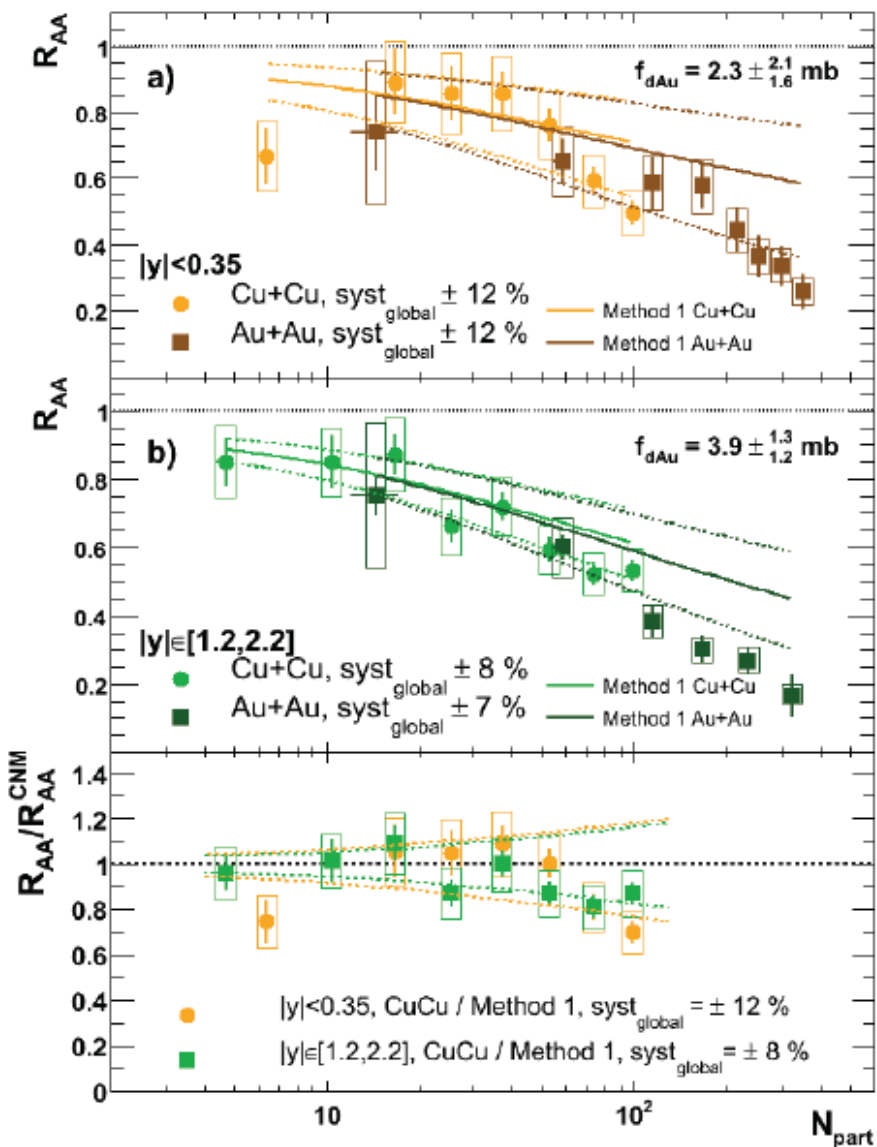 R_AA
1
0.8
0.6
0.4
0.2
a)
f_dAu = 2.3 ± 2.1 1.6 mb
|y|<0.35
Cu+Cu, syst_global ± 12 %
Au+Au, syst_global ± 12 %
Method 1 Cu+Cu
Method 1 Au+Au
R_AA
1
0.8
0.6
0.4
0.2
b)
f_dAu = 3.9 ± 1.3 1.2 mb
|y|∈[1.2,2.2]
Cu+Cu, syst_global ± 8 %
Au+Au, syst_global ± 7 %
Method 1 Cu+Cu
Method 1 Au+Au
R_AA/R_AA^CNM
1.4
1.2
1
0.8
0.6
0.4
0.2
0
|y|<0.35, CuCu / Method 1, syst_global = ± 12 %
|y|∈[1.2,2.2], CuCu / Method 1, syst_global = ± 8 %
10
10²
N_part